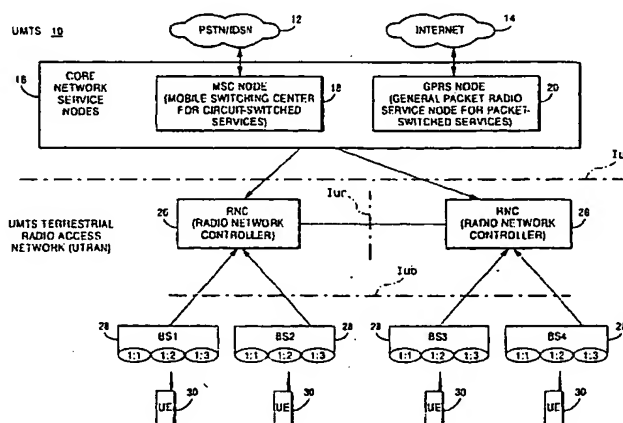 UMTS 10
PSTN/IDSN
12
INTERNET
14
16
CORE
NETWORK
SERVICE
NODES
MSC NODE
(MOBILE SWITCHING CENTER
FOR CIRCUIT-SWITCHED
SERVICES)
18
GPRS NODE
(GENERAL PACKET RADIO
SERVICE NODE FOR PACKET-
SWITCHED SERVICES)
20
Iu
UMTS TERRESTRIAL
RADIO ACCESS
NETWORK (UTRAN)
26
RNC
(RADIO NETWORK
CONTROLLER)
Iur
RNC
(RADIO NETWORK
CONTROLLER)
26
Iub
28
BS1
1:1 1:2 1:3
BS2
1:1 1:2 1:3
28
28
BS3
1:1 1:2 1:3
BS4
1:1 1:2 1:3
28
UE
30
UE
30
UE
30
UE
30